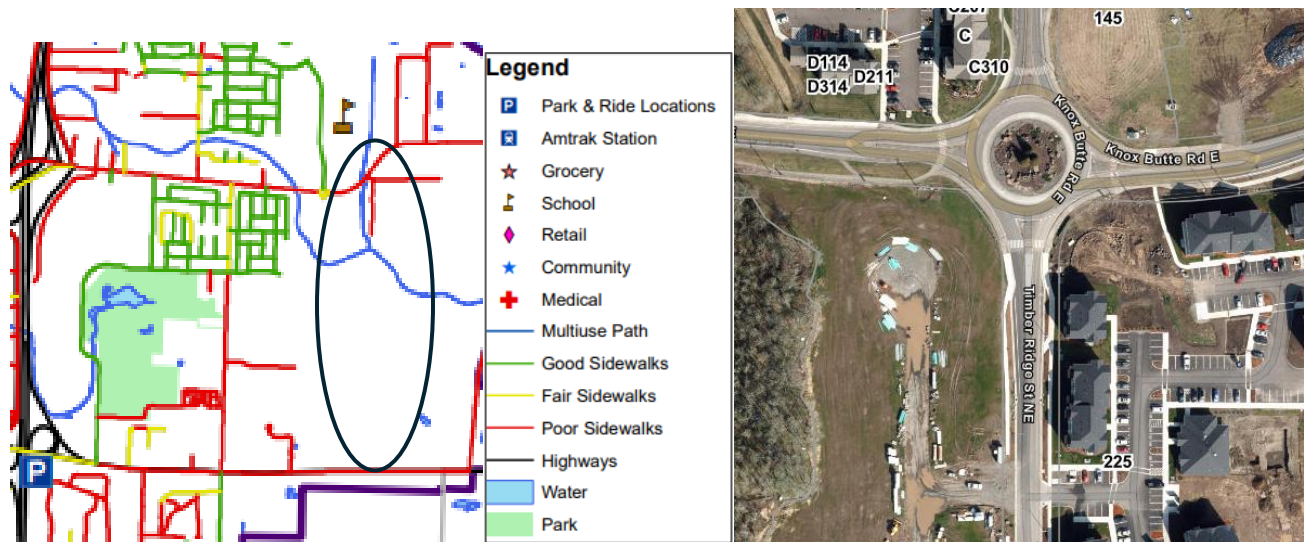 Legend
P Park & Ride Locations
Amtrak Station
Grocery
School
Retail
Community
Medical
Multiuse Path
Good Sidewalks
Fair Sidewalks
Poor Sidewalks
Highways
Water
Park
P
145
C
C310
D114
D211
D314
Knox Butte Rd E
Knox Butte Rd E
Timber Ridge St NE
225